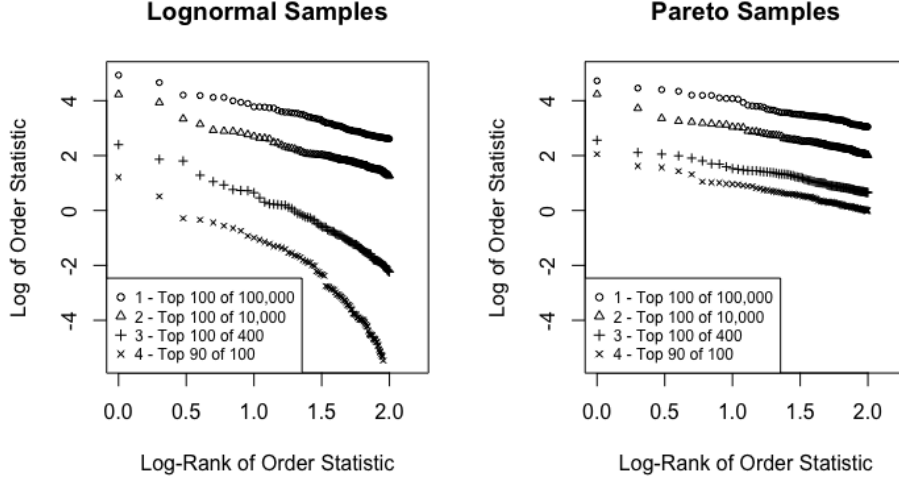 Lognormal Samples
Log of Order Statistic
4
2
0
-2
-4
1 - Top 100 of 100,000
2 - Top 100 of 10,000
3 - Top 100 of 400
4 - Top 90 of 100
0.0 0.5 1.0 1.5 2.0
Log-Rank of Order Statistic
Pareto Samples
Log of Order Statistic
4
2
0
-2
-4
1 - Top 100 of 100,000
2 - Top 100 of 10,000
3 - Top 100 of 400
4 - Top 90 of 100
0.0 0.5 1.0 1.5 2.0
Log-Rank of Order Statistic